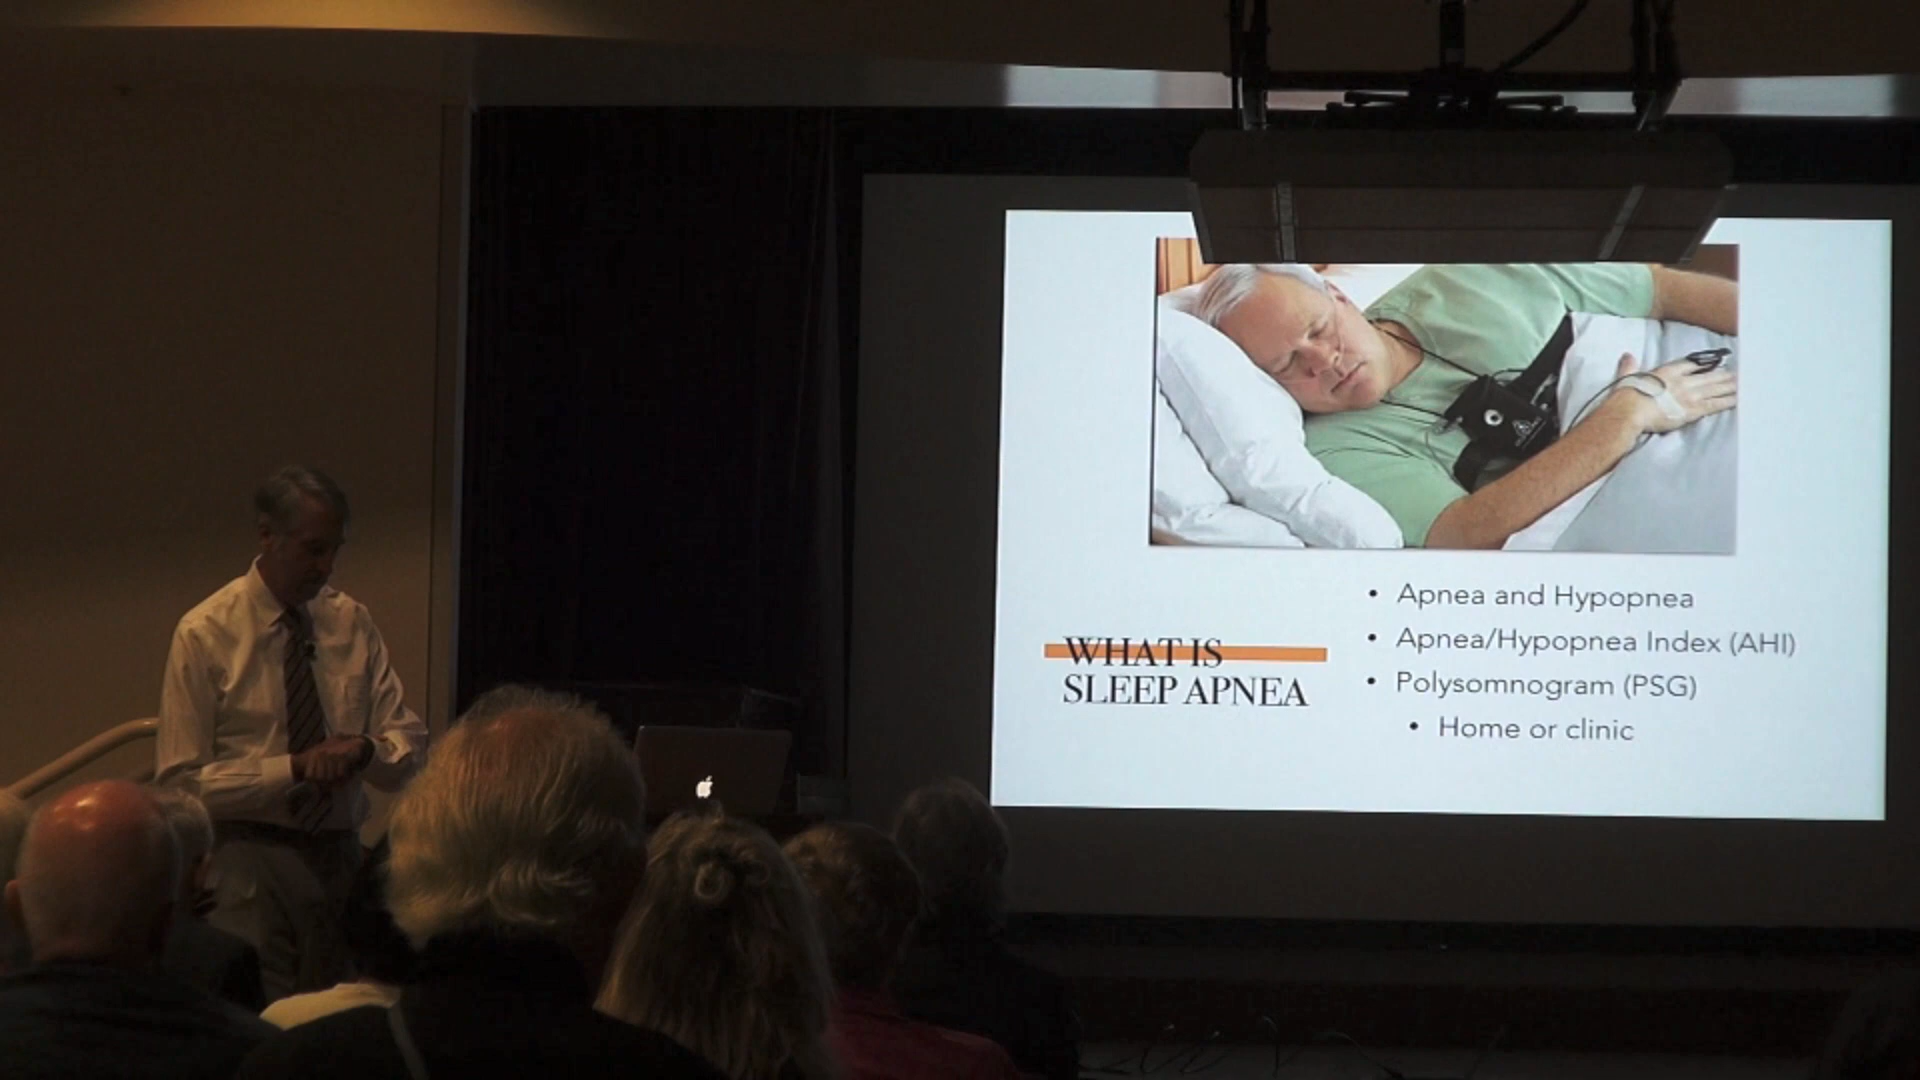 WHAT IS
SLEEP APNEA
• Apnea and Hypopnea
• Apnea/Hypopnea Index (AHI)
• Polysomnogram (PSG)
• Home or clinic